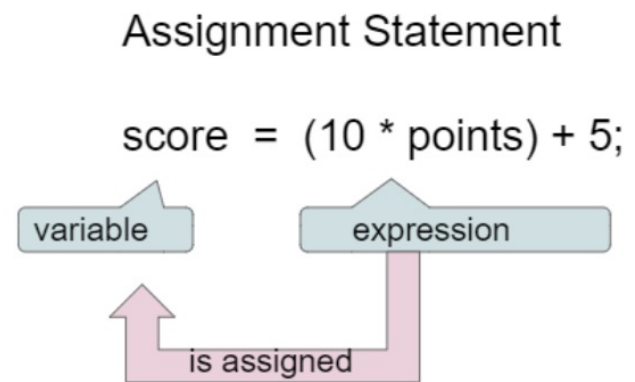 Assignment Statement
score = (10 * points) + 5;
variable expression
is assigned